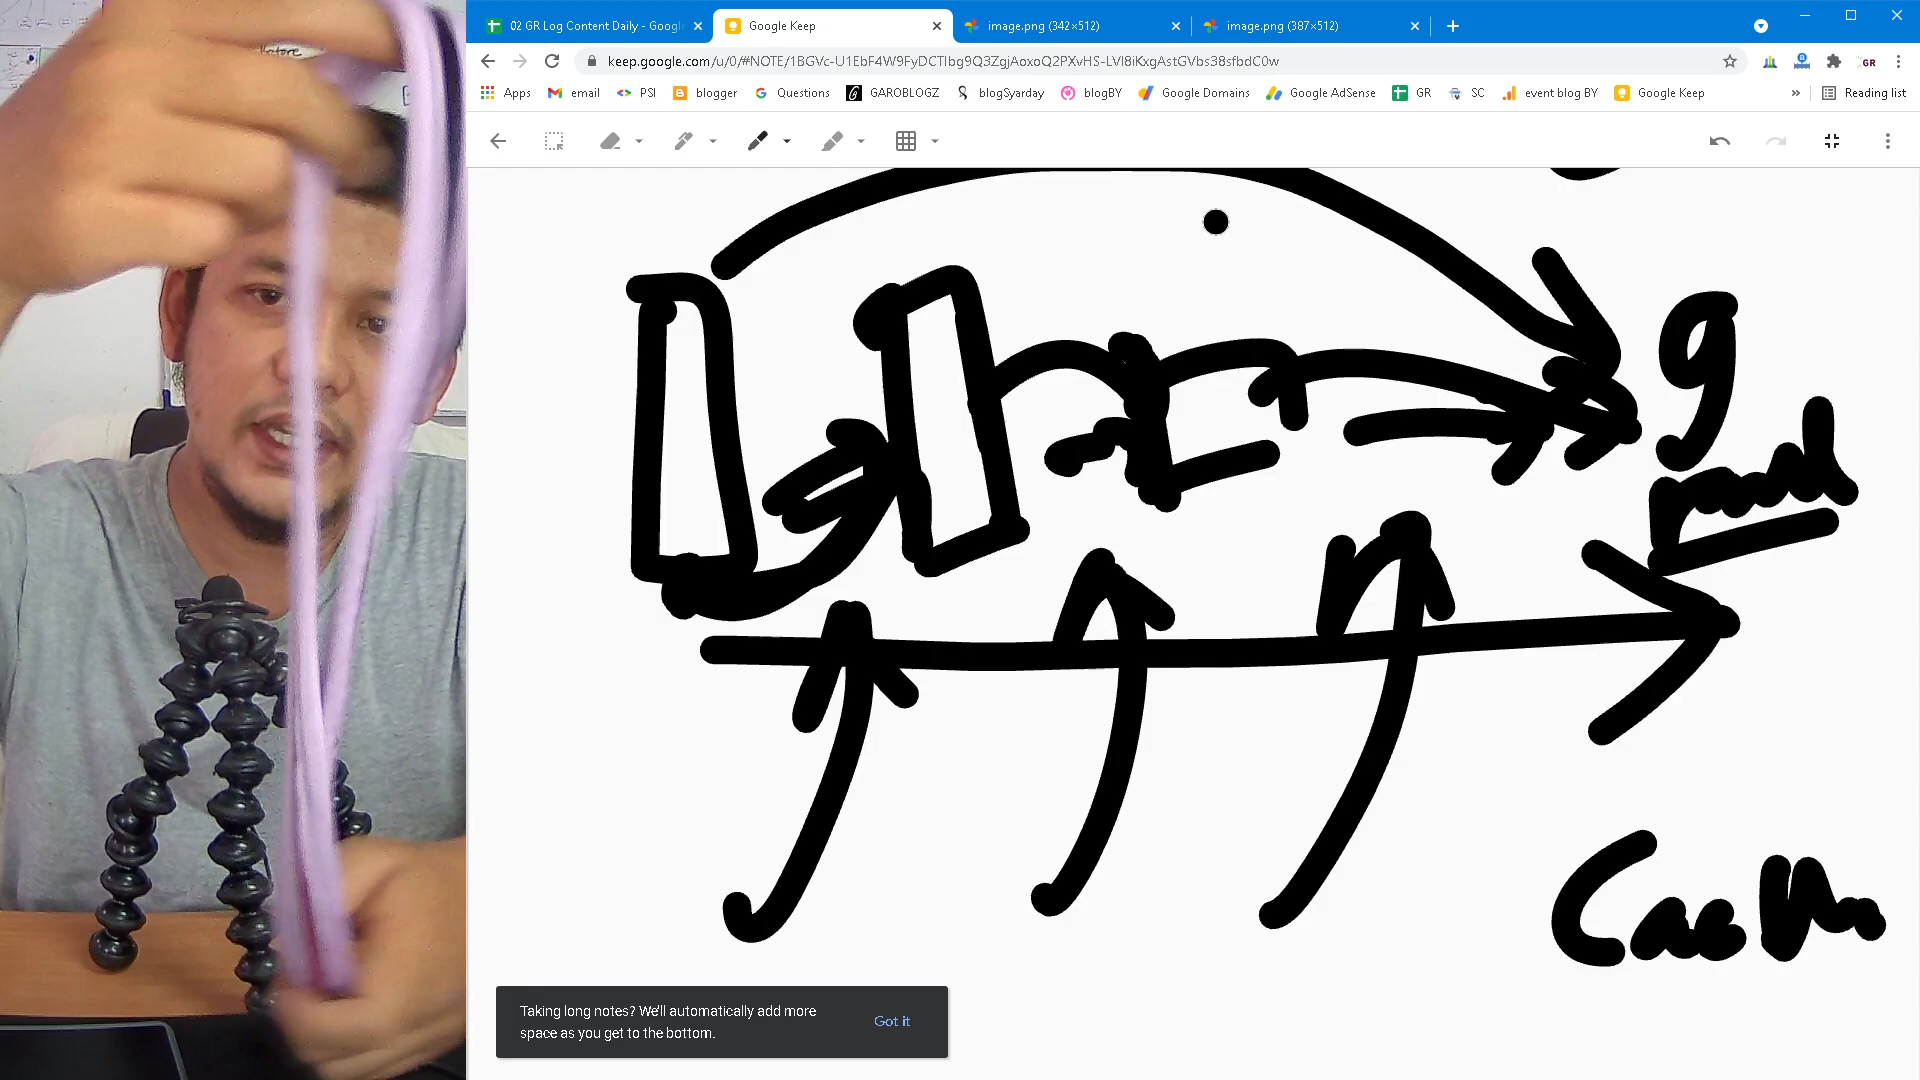 02 GR Log Content Daily - Googl
Google Keep
image.png (342×512)
image.png (387×512)
keep.google.com/u/0/#NOTE/1BGVc-U1EbF4W9FyDCTIbg9Q3ZgjAoxoQ2PXvHS-LVl8iKxgAstGVbs38sfbdC0w
GR
Apps
email
PSI
blogger
Questions
GAROBLOGZ
blogSyarday
blogBY
Google Domains
Google AdSense
GR
SC
event blog BY
Google Keep
»
Reading list
g
Taking long notes? We'll automatically add more
space as you get to the bottom.
Got it